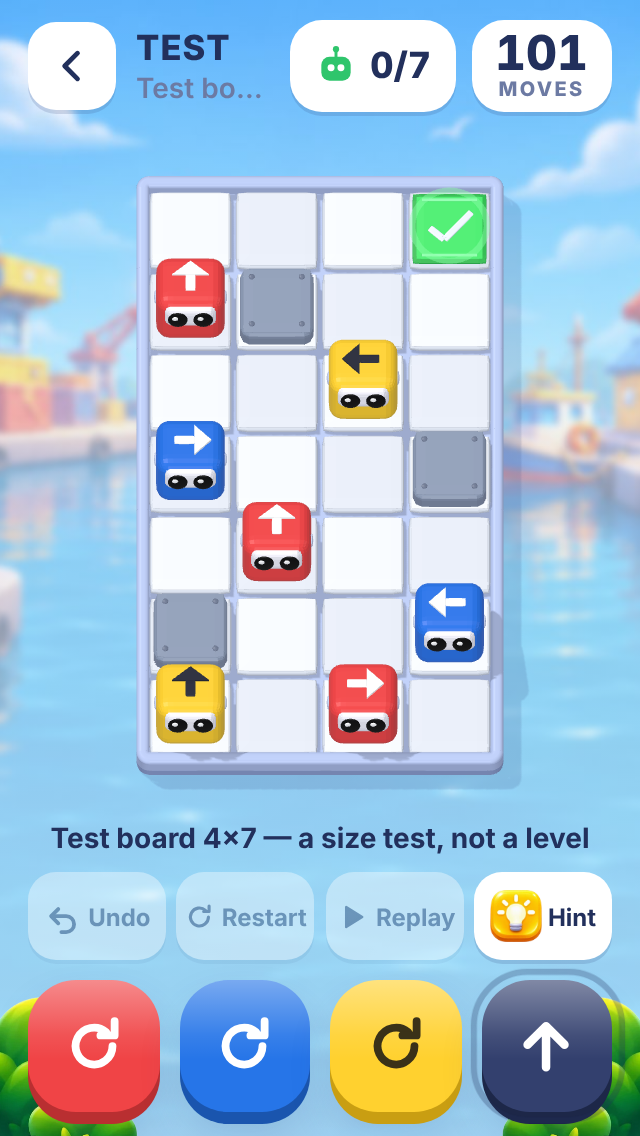 TEST
Test bo...
0/7
101
MOVES
Test board 4×7 — a size test, not a level
Undo
Restart
Replay
Hint